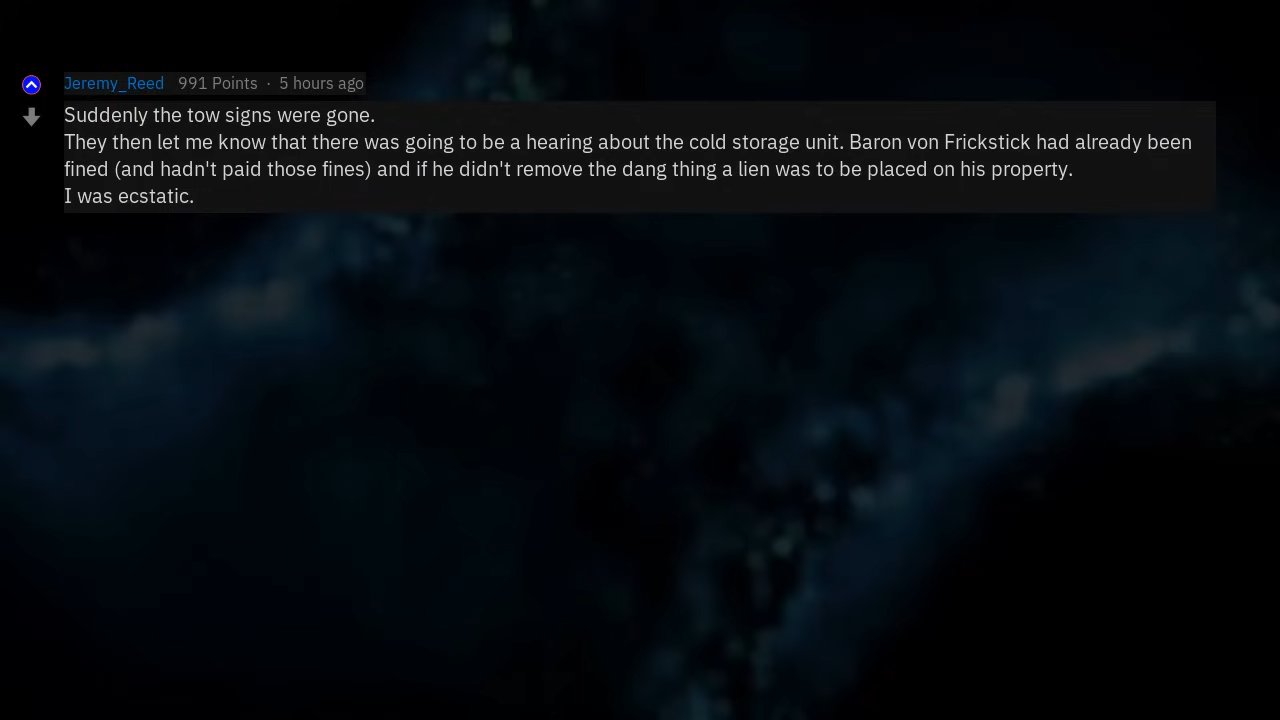 Jeremy_Reed 991 Points · 5 hours ago
Suddenly the tow signs were gone.
They then let me know that there was going to be a hearing about the cold storage unit. Baron von Frickstick had already been
fined (and hadn't paid those fines) and if he didn't remove the dang thing a lien was to be placed on his property.
I was ecstatic.